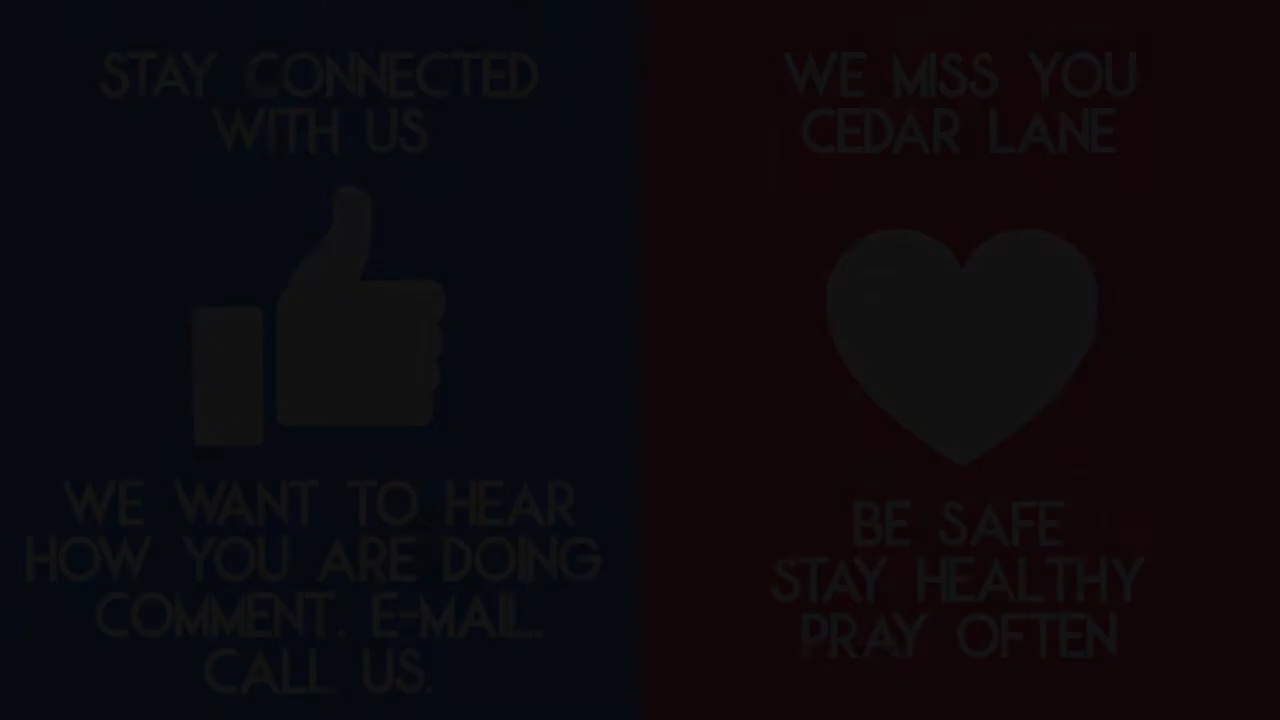 STAY CONNECTED
WITH US
WE WANT TO HEAR
HOW YOU ARE DOING
COMMENT. E-MAIL.
CALL US.
WE MISS YOU
CEDAR LANE
BE SAFE
STAY HEALTHY
PRAY OFTEN